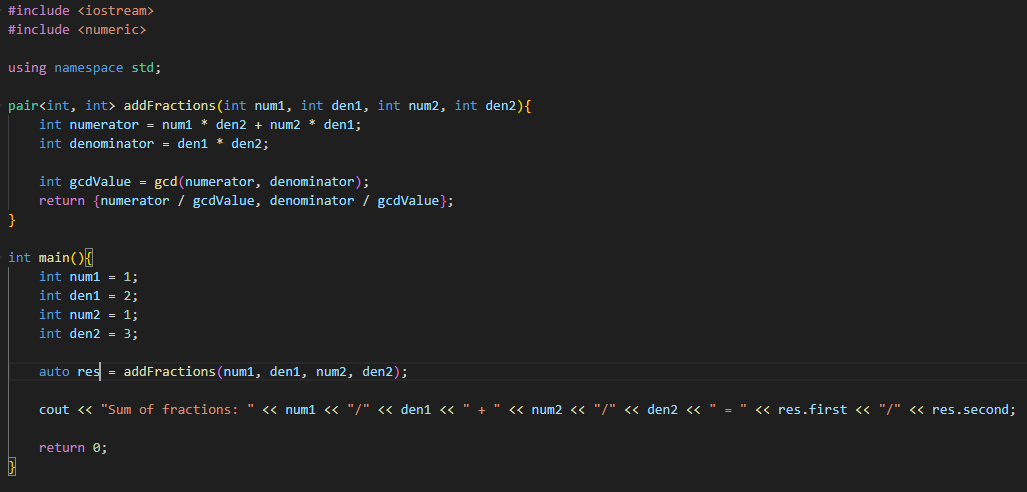 #include <iostream>
#include <numeric>
using namespace std;
pair<int, int> addFractions(int num1, int den1, int num2, int den2){
    int numerator = num1 * den2 + num2 * den1;
    int denominator = den1 * den2;
    int gcdValue = gcd(numerator, denominator);
    return {numerator / gcdValue, denominator / gcdValue};
}
int main(){
    int num1 = 1;
    int den1 = 2;
    int num2 = 1;
    int den2 = 3;
    auto res = addFractions(num1, den1, num2, den2);
    cout << "Sum of fractions: " << num1 << "/" << den1 << " + " << num2 << "/" << den2 << " = " << res.first << "/" << res.second;
    return 0;
}